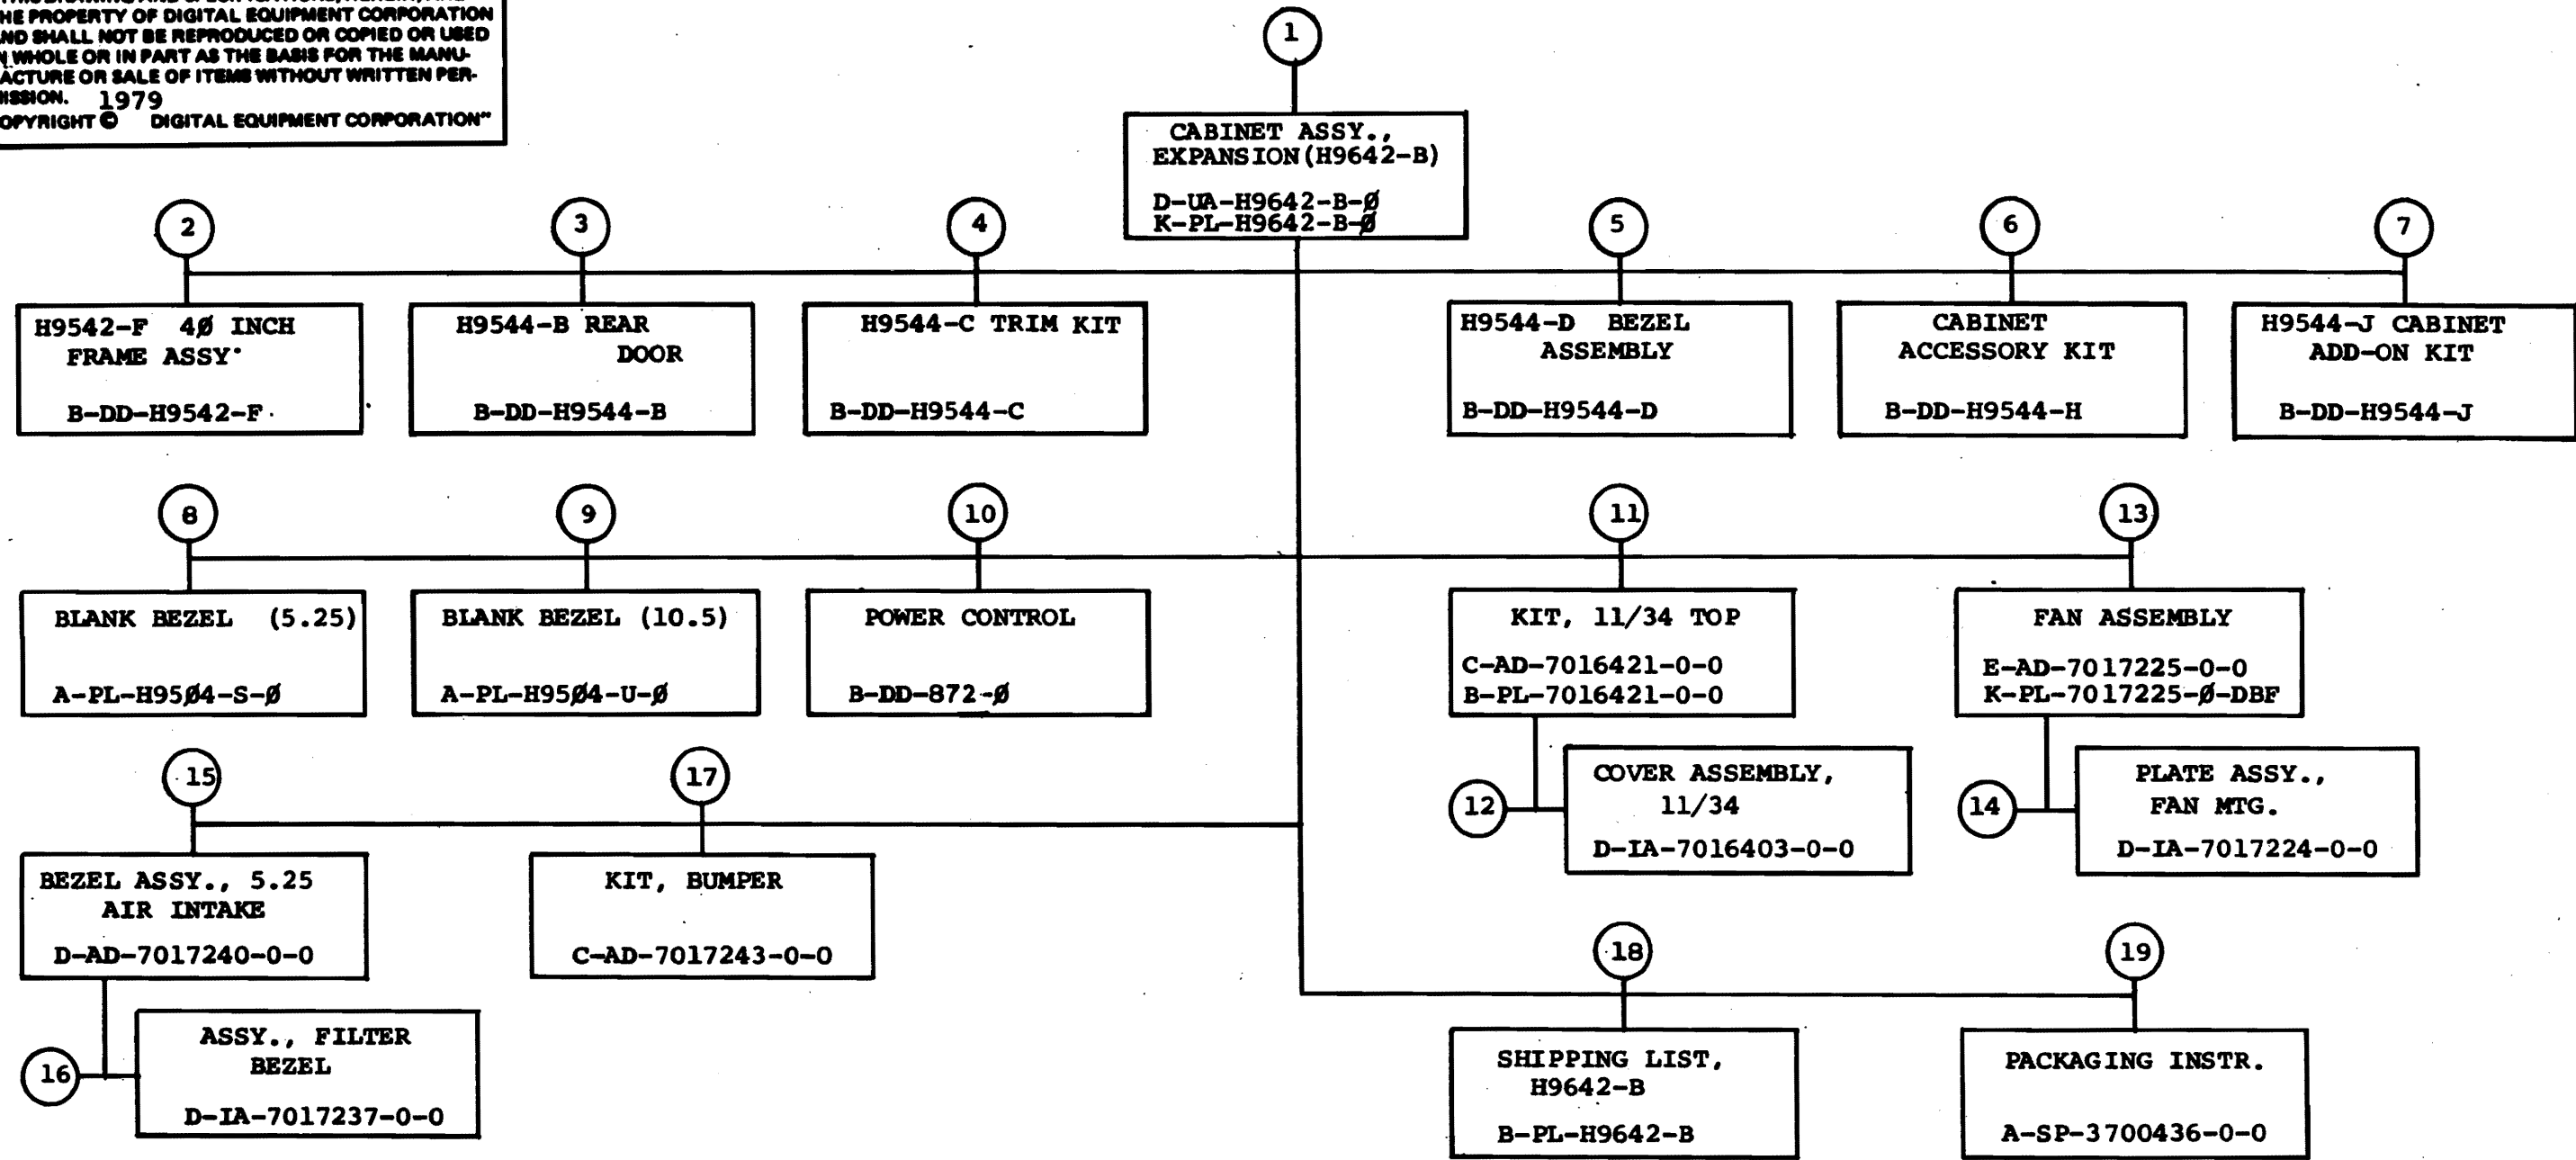 HE PROPERTY OF DIGITAL EQUIPMENT CORPORATION
ND SHALL NOT BE REPRODUCED OR COPIED OR USED
N WHOLE OR IN PART AS THE BASIS FOR THE MANU-
ACTURE OR SALE OF ITEMS WITHOUT WRITTEN PER-
MISSION. 1979
OPYRIGHT © DIGITAL EQUIPMENT CORPORATION"
1
CABINET ASSY.,
EXPANSION(H9642-B)
D-UA-H9642-B-Ø
K-PL-H9642-B-Ø
2
H9542-F 4Ø INCH
FRAME ASSY
B-DD-H9542-F
3
H9544-B REAR
DOOR
B-DD-H9544-B
4
H9544-C TRIM KIT
B-DD-H9544-C
5
H9544-D BEZEL
ASSEMBLY
B-DD-H9544-D
6
CABINET
ACCESSORY KIT
B-DD-H9544-H
7
H9544-J CABINET
ADD-ON KIT
B-DD-H9544-J
8
BLANK BEZEL (5.25)
A-PL-H95Ø4-S-Ø
9
BLANK BEZEL (10.5)
A-PL-H95Ø4-U-Ø
10
POWER CONTROL
B-DD-872-Ø
11
KIT, 11/34 TOP
C-AD-7016421-0-0
B-PL-7016421-0-0
13
FAN ASSEMBLY
E-AD-7017225-0-0
K-PL-7017225-Ø-DBF
12
COVER ASSEMBLY,
11/34
D-IA-7016403-0-0
14
PLATE ASSY.,
FAN MTG.
D-IA-7017224-0-0
15
BEZEL ASSY., 5.25
AIR INTAKE
D-AD-7017240-0-0
17
KIT, BUMPER
C-AD-7017243-0-0
16
ASSY., FILTER
BEZEL
D-IA-7017237-0-0
18
SHIPPING LIST,
H9642-B
B-PL-H9642-B
19
PACKAGING INSTR.
A-SP-3700436-0-0